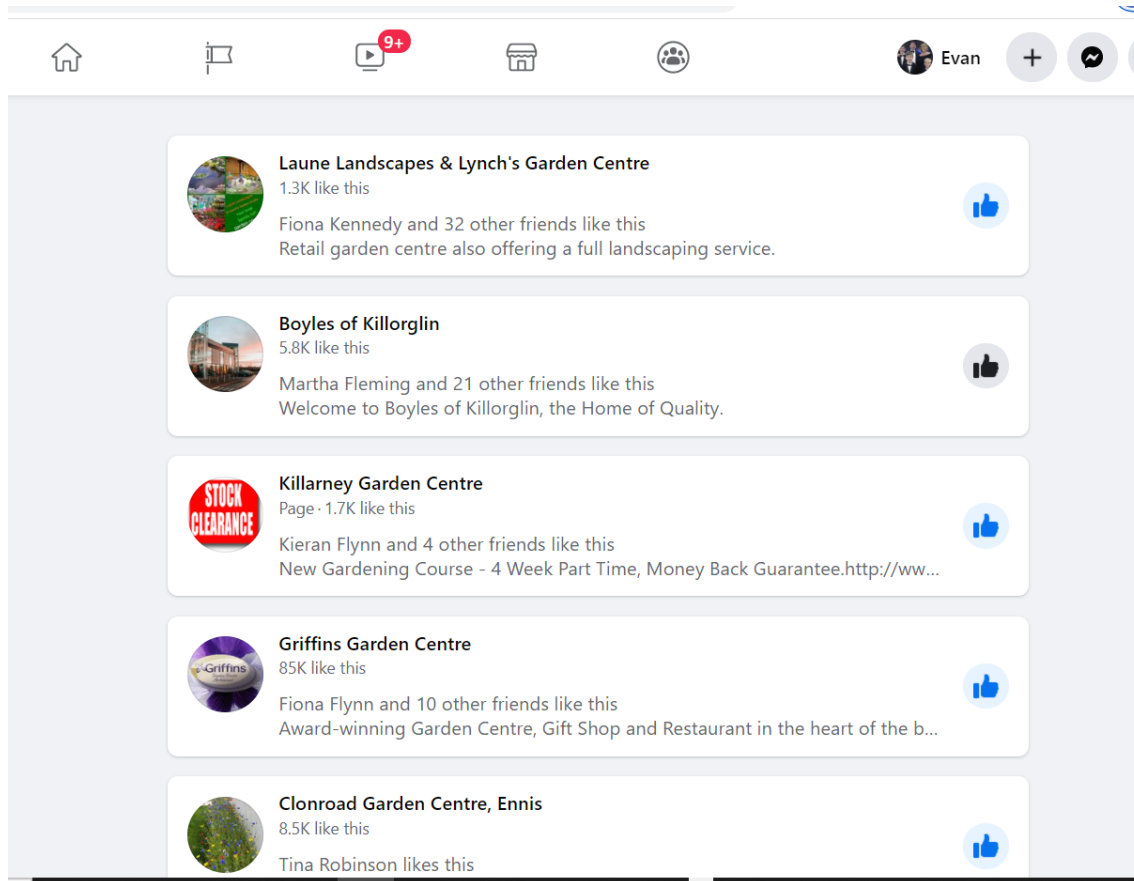 9+
Evan
Laune Landscapes & Lynch's Garden Centre
1.3K like this
Fiona Kennedy and 32 other friends like this
Retail garden centre also offering a full landscaping service.
Boyles of Killorglin
5.8K like this
Martha Fleming and 21 other friends like this
Welcome to Boyles of Killorglin, the Home of Quality.
STOCK
CLEARANCE
Killarney Garden Centre
Page · 1.7K like this
Kieran Flynn and 4 other friends like this
New Gardening Course - 4 Week Part Time, Money Back Guarantee.http://ww...
Griffins
Griffins Garden Centre
85K like this
Fiona Flynn and 10 other friends like this
Award-winning Garden Centre, Gift Shop and Restaurant in the heart of the b...
Clonroad Garden Centre, Ennis
8.5K like this
Tina Robinson likes this